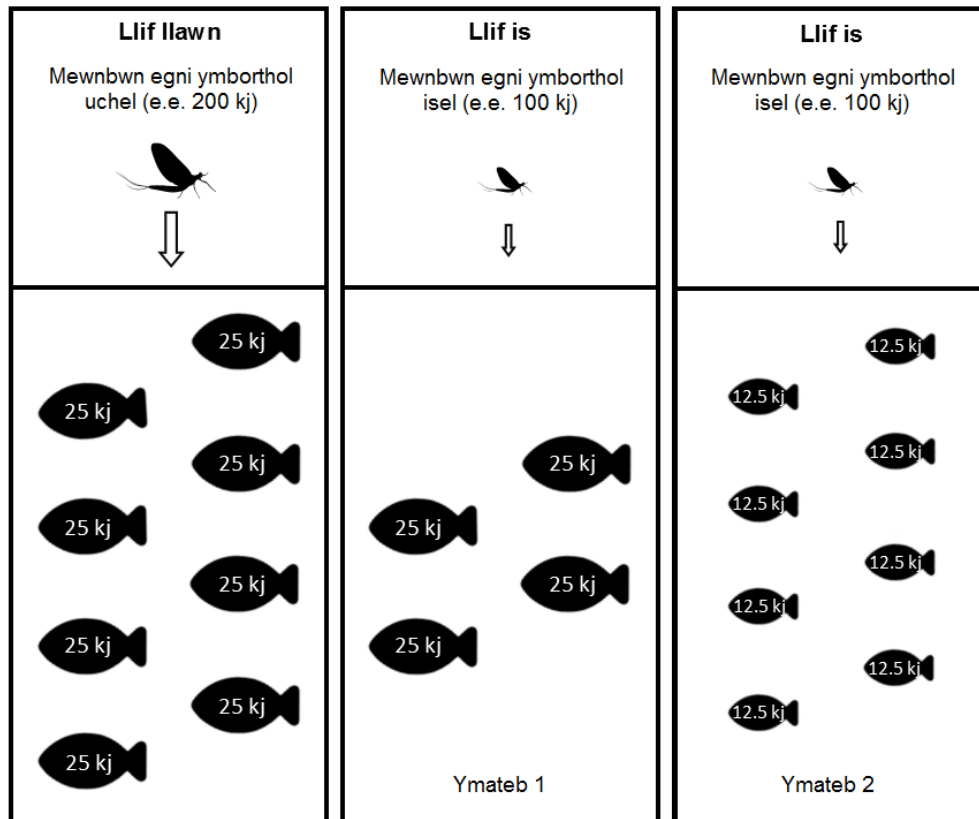 Llif llawn
Mewnbwn egni ymborthol
uchel (e.e. 200 kj)
25 kj
25 kj
25 kj
25 kj
25 kj
25 kj
25 kj
25 kj
Llif is
Mewnbwn egni ymborthol
isel (e.e. 100 kj)
25 kj
25 kj
25 kj
25 kj
Ymateb 1
Llif is
Mewnbwn egni ymborthol
isel (e.e. 100 kj)
12.5 kj
12.5 kj
12.5 kj
12.5 kj
12.5 kj
12.5 kj
12.5 kj
12.5 kj
Ymateb 2